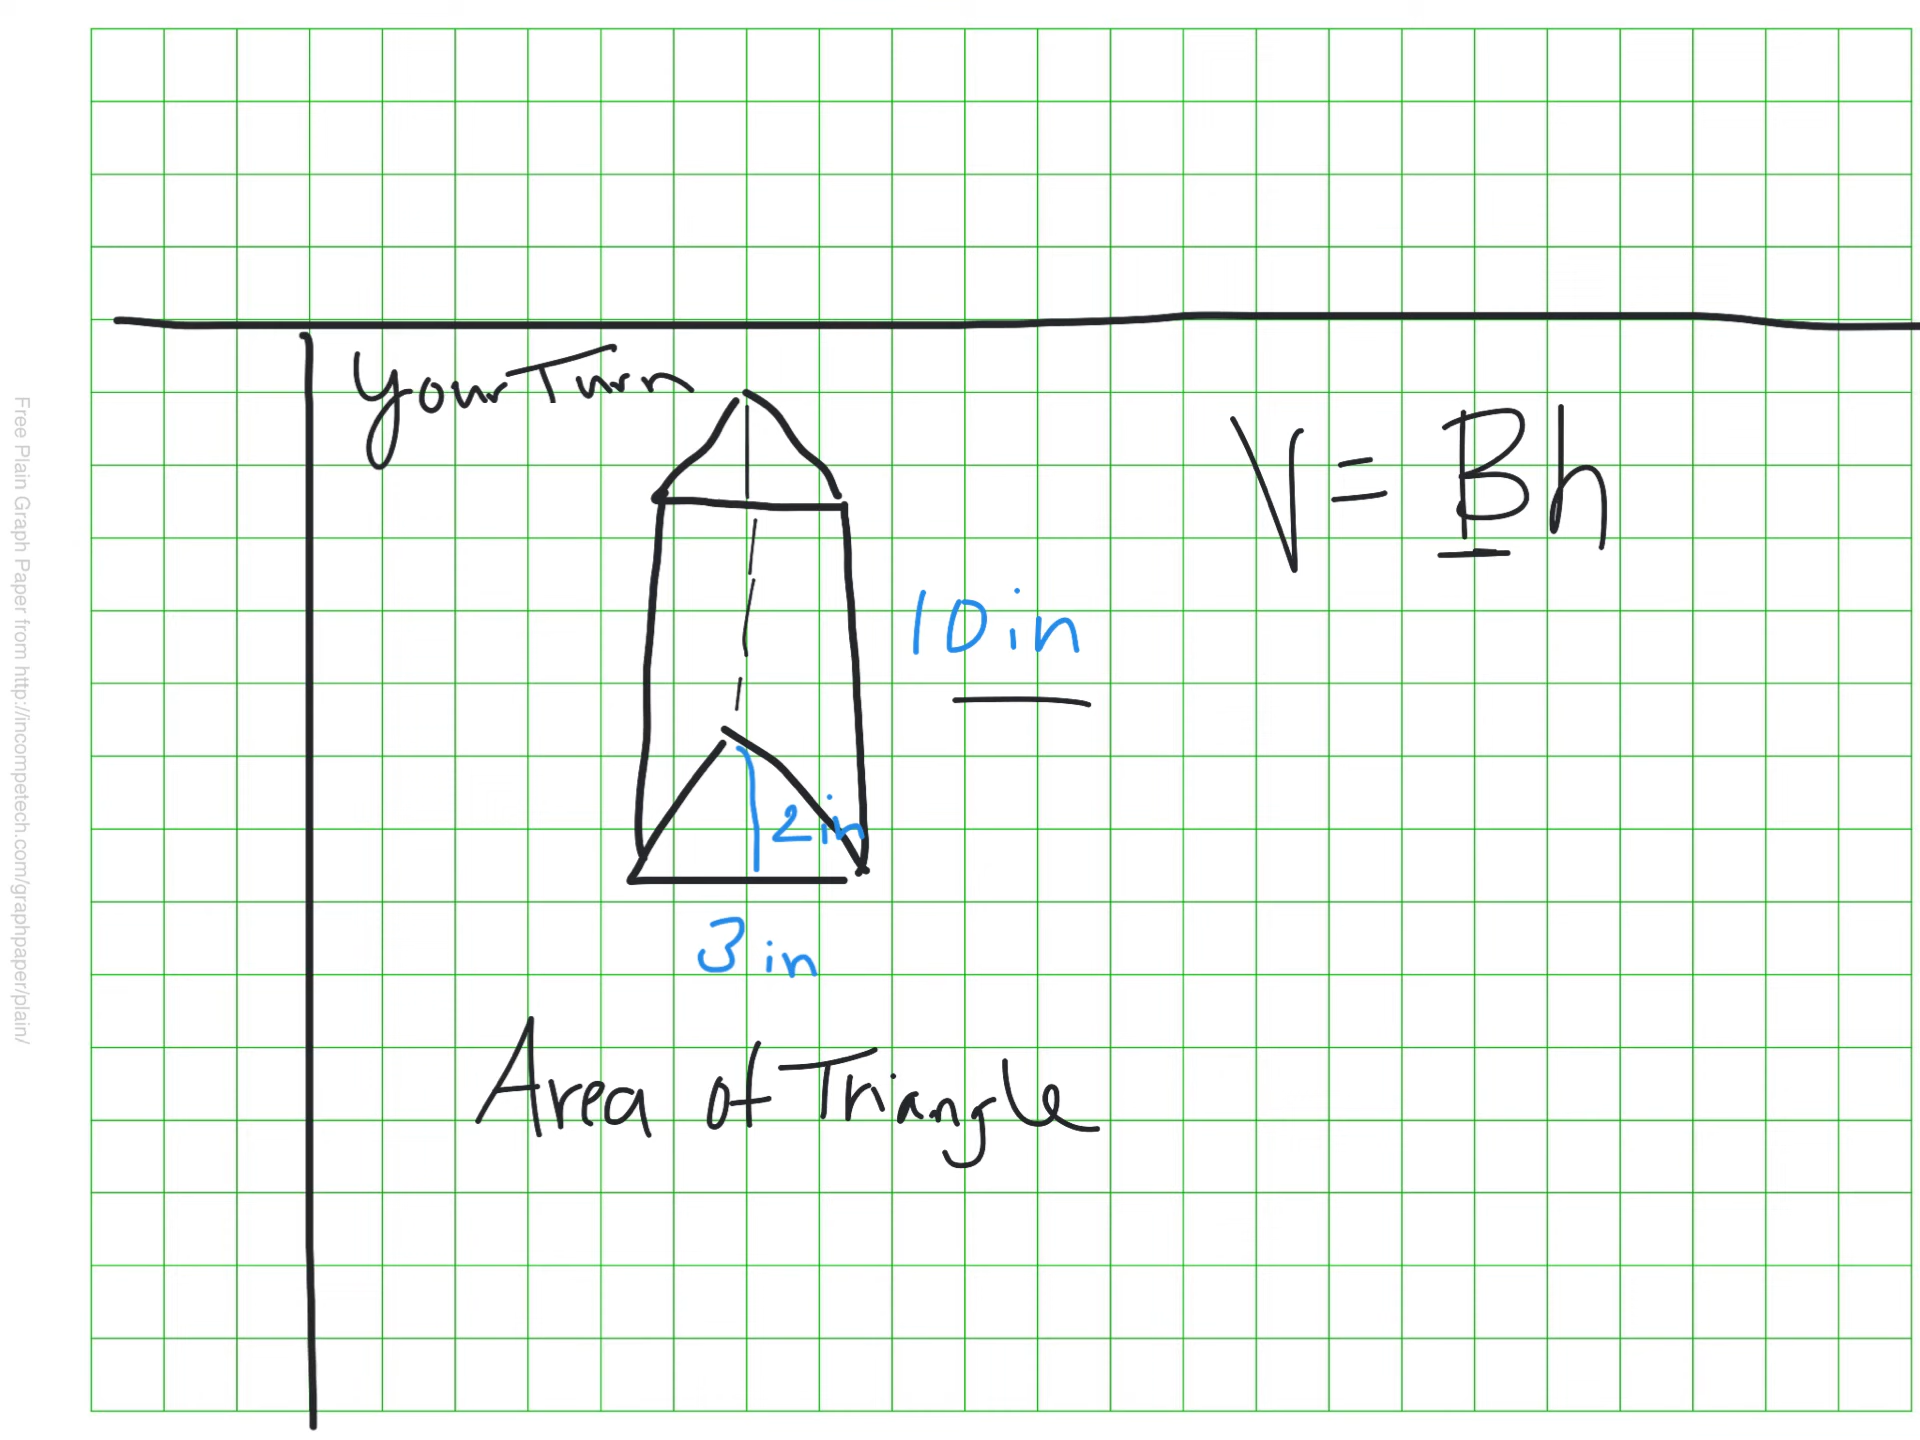 Your Turn
V = Bh
10 in
2 in
3 in
Area of Triangle
Free Plain Graph Paper from http://incompetech.com/graphpaper/plain/